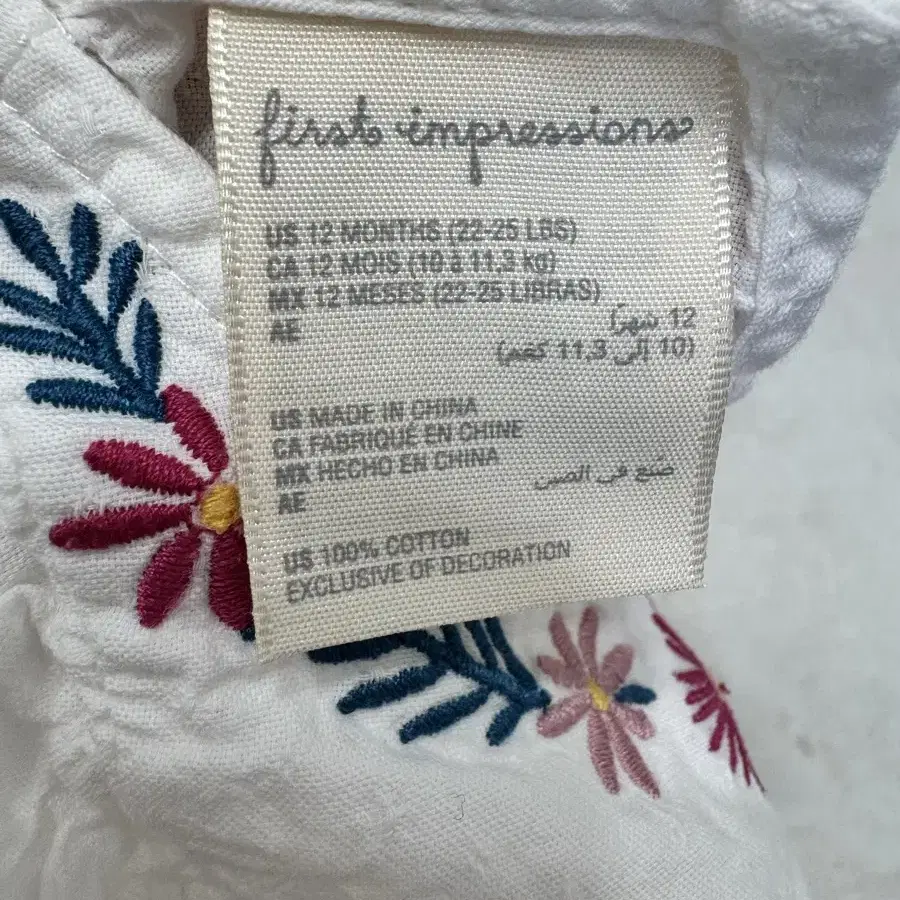 first impressions
US 12 MONTHS (22-25 LBS)
CA 12 MOIS (10 à 11,3 kg)
MX 12 MESES (22-25 LIBRAS)
AE 12 شهرًا
(10 إلى 11,3 كغم)
US MADE IN CHINA
CA FABRIQUÉ EN CHINE
MX HECHO EN CHINA
AE صُنع في الصين
US 100% COTTON
EXCLUSIVE OF DECORATION